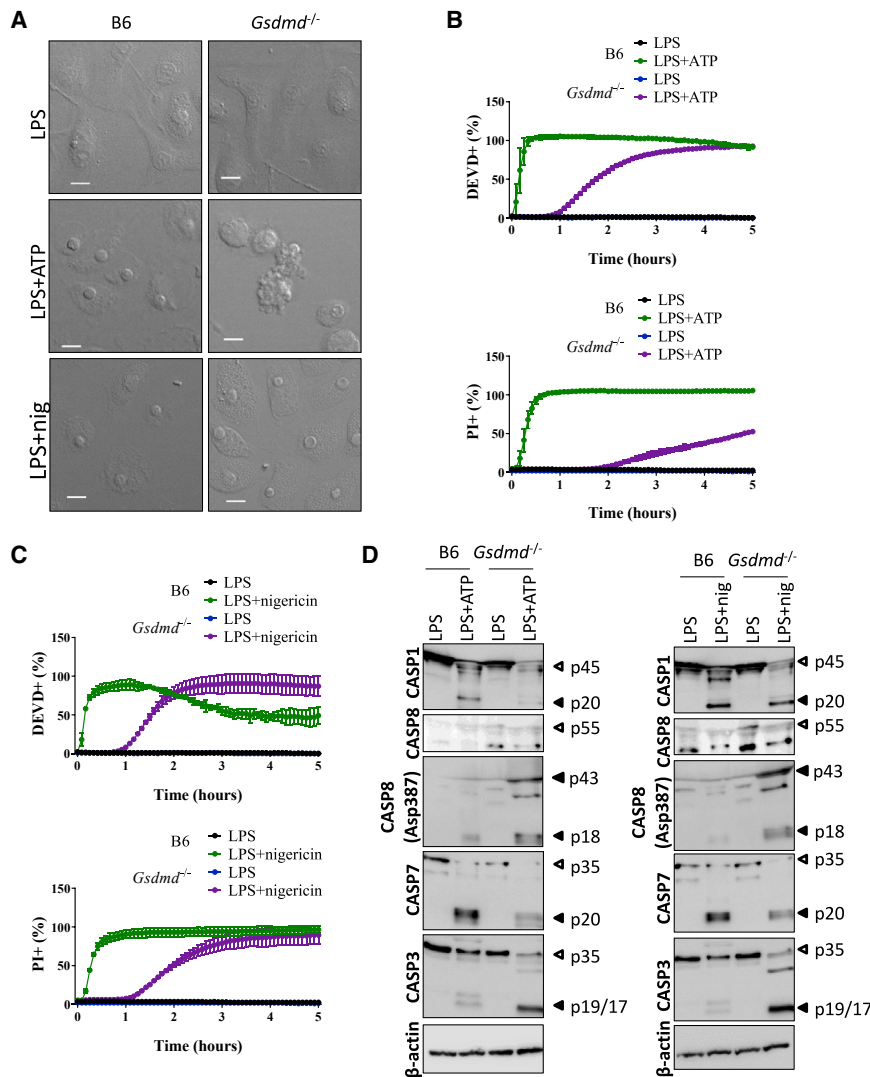 A
B6
Gsdmd-/-
LPS
LPS+ATP
LPS+nig
B
B6
LPS
LPS+ATP
Gsdmd-/-
LPS
LPS+ATP
DEVD+ (%)
150
100
50
0
0 1 2 3 4 5
Time (hours)
B6
LPS
LPS+ATP
Gsdmd-/-
LPS
LPS+ATP
PI+ (%)
150
100
50
0
0 1 2 3 4 5
Time (hours)
C
B6
LPS
LPS+nigericin
Gsdmd-/-
LPS
LPS+nigericin
DEVD+ (%)
150
100
50
0
0 1 2 3 4 5
Time (hours)
B6
LPS
LPS+nigericin
Gsdmd-/-
LPS
LPS+nigericin
PI+ (%)
150
100
50
0
0 1 2 3 4 5
Time (hours)
D
B6 Gsdmd-/-
LPS LPS+ATP LPS LPS+ATP
CASP1
p45
p20
CASP8
p55
CASP8 (Asp387)
p43
p18
CASP7
p35
p20
CASP3
p35
p19/17
β-actin
B6 Gsdmd-/-
LPS LPS+nig LPS LPS+nig
CASP1
p45
p20
CASP8
p55
CASP8 (Asp387)
p43
p18
CASP7
p35
p20
CASP3
p35
p19/17
β-actin